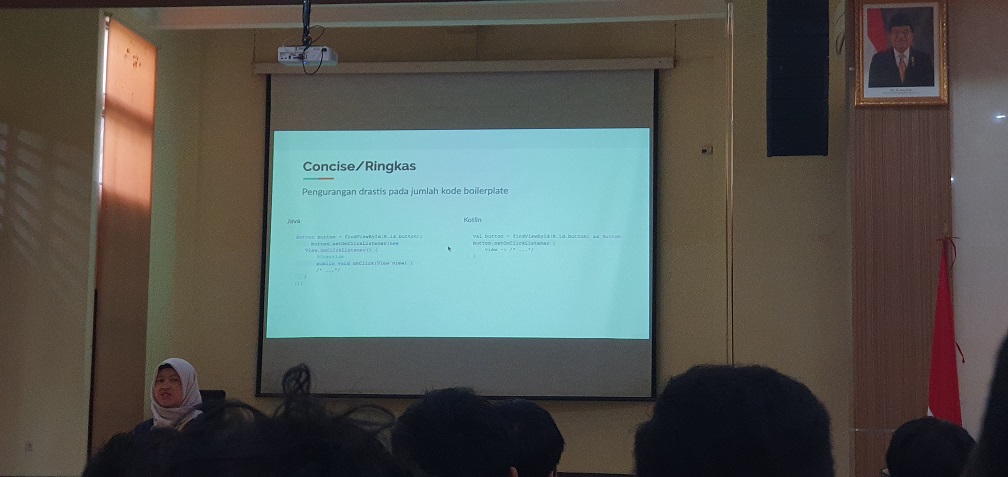 Concise/Ringkas
Pengurangan drastis pada jumlah kode boilerplate
Java
Button button = findViewById(R.id.button);
button.setOnClickListener(new
View.OnClickListener() {
@Override
public void onClick(View view) {
/* ...*/
}
});
Kotlin
val button = findViewById(R.id.button) as Button
button.setOnClickListener {
view -> /* ...*/
}